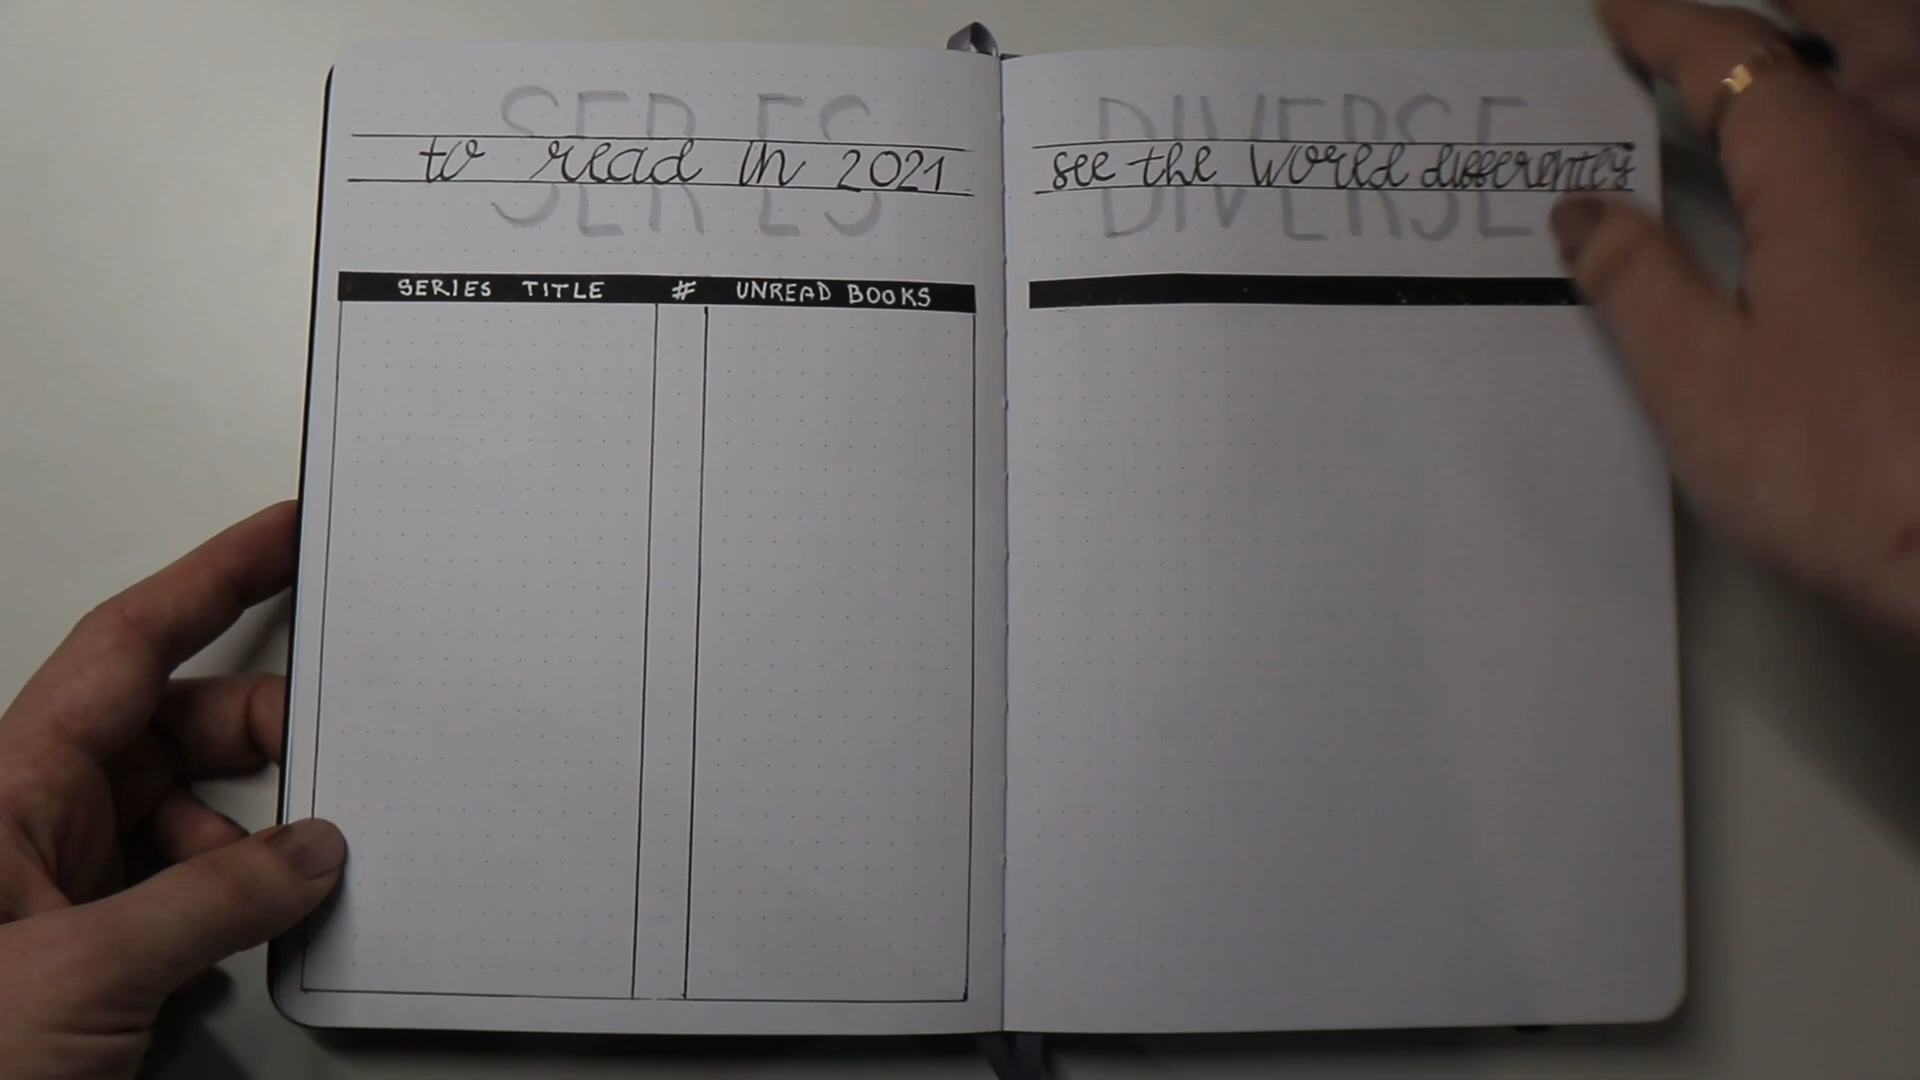 SERIES
to read in 2021
SERIES TITLE # UNREAD BOOKS
DIVERSE
see the world differently